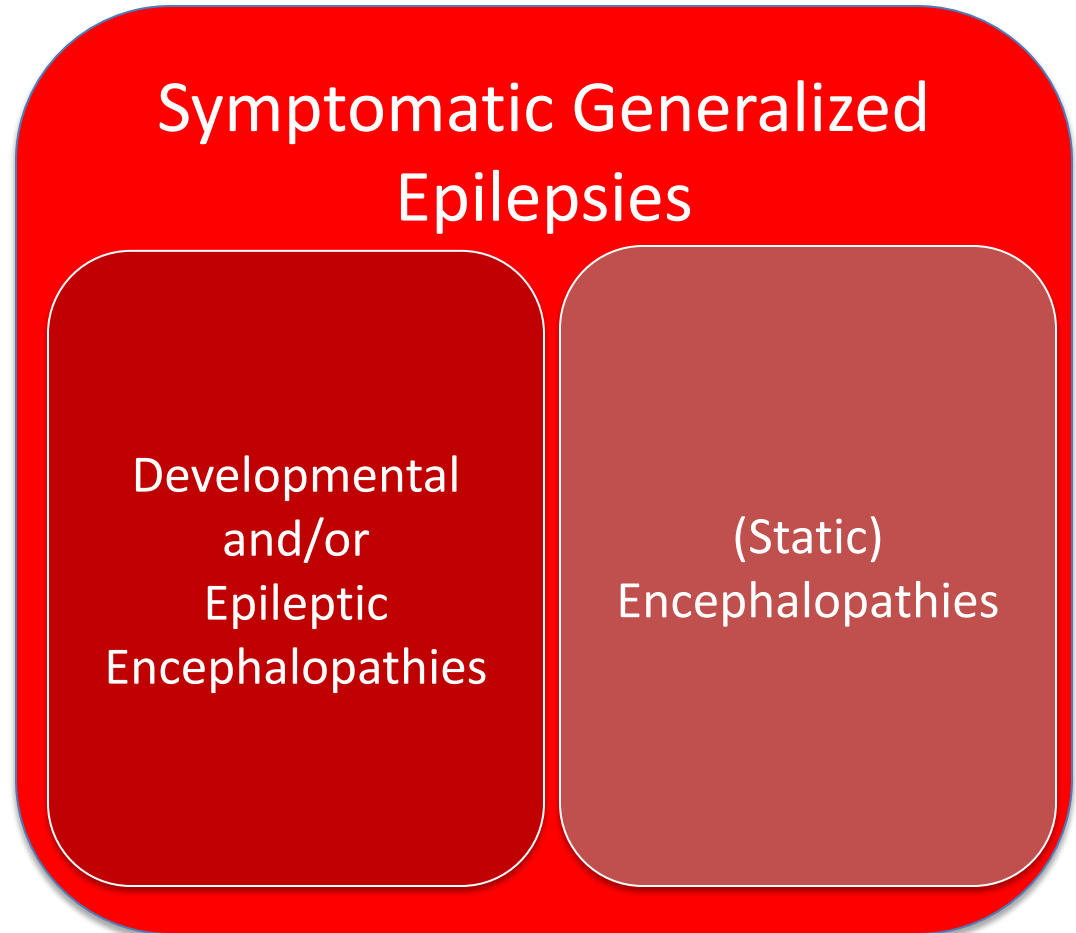 Symptomatic Generalized
Epilepsies
Developmental
and/or
Epileptic
Encephalopathies
(Static)
Encephalopathies